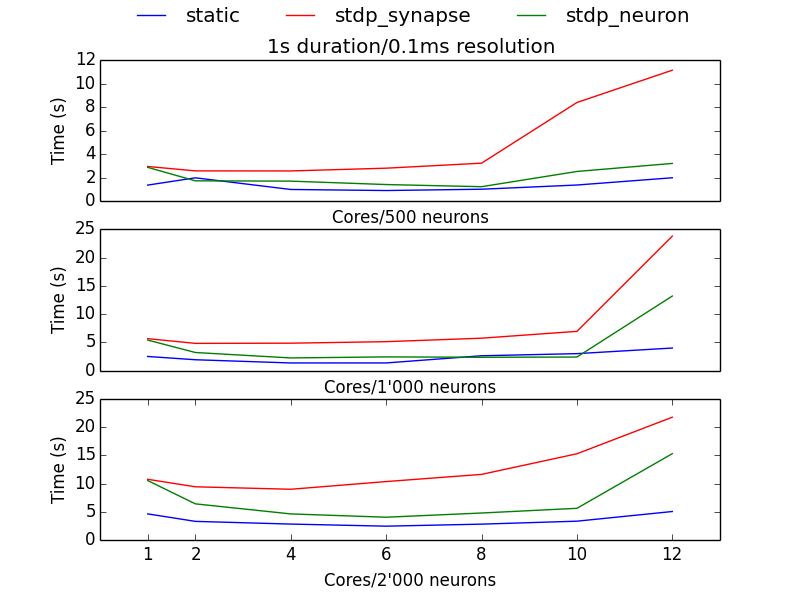 static stdp_synapse stdp_neuron
1s duration/0.1ms resolution
12
10
8
6
4
2
0
Time (s)
Cores/500 neurons
25
20
15
10
5
0
Time (s)
Cores/1'000 neurons
25
20
15
10
5
0
Time (s)
1 2 4 6 8 10 12
Cores/2'000 neurons